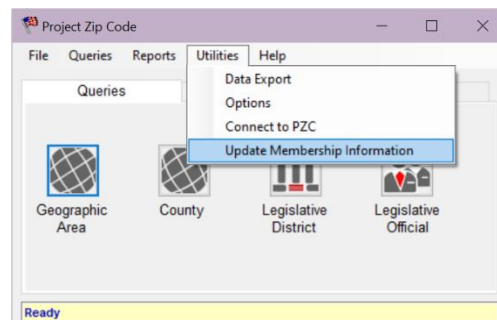 Project Zip Code
File Queries Reports Utilities Help
Data Export
Queries
Options
Connect to PZC
Update Membership Information
Geographic Area
County
Legislative District
Legislative Official
Ready